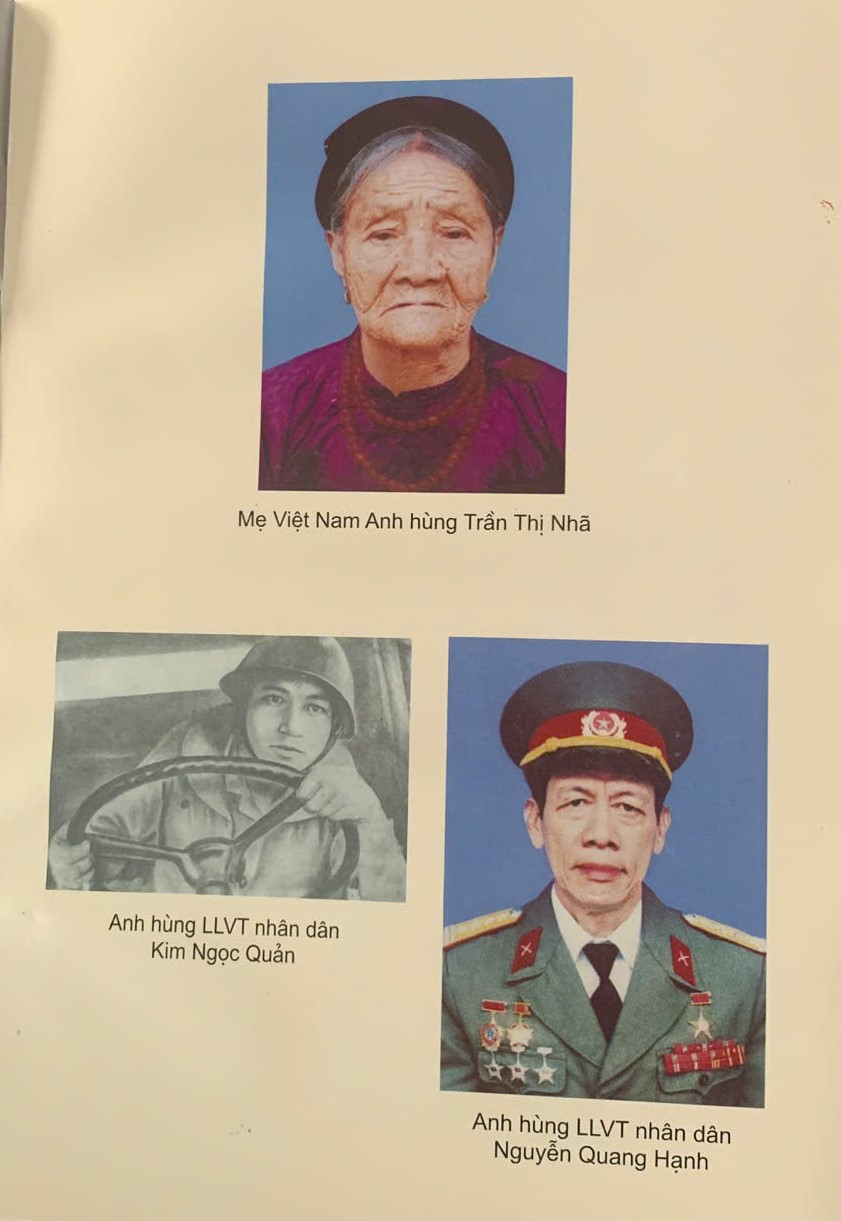 Mẹ Việt Nam Anh hùng Trần Thị Nhã
Anh hùng LLVT nhân dân
Kim Ngọc Quản
Anh hùng LLVT nhân dân
Nguyễn Quang Hạnh